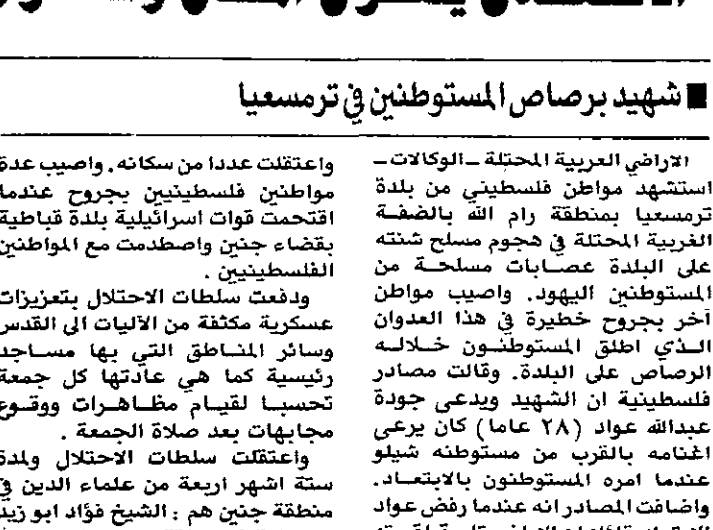 شهيد برصاص المستوطنين في ترمسعيا
الاراضي العربية المحتلة ــ الوكالات ــ
استشهد مواطن فلسطيني من بلدة
ترمسعيا بمنطقة رام الله بالضفة
الغربية المحتلة في هجوم مسلح شنته
على البلدة عصابات مسلحة من
المستوطنين اليهود. واصيب مواطن
آخر بجروح خطيرة في هذا العدوان
الذي اطلق المستوطنون خلاله
الرصاص على البلدة. وقالت مصادر
فلسطينية ان الشهيد ويدعى جودة
عبدالله عواد (٢٨ عاما) كان يرعى
اغنامه بالقرب من مستوطنه شيلو
عندما امره المستوطنون بالابتعاد.
واضافت المصادر انه عندما رفض عواد
واعتقلت عددا من سكانه. واصيب عدة
مواطنين فلسطينيين بجروح عندما
اقتحمت قوات اسرائيلية بلدة قباطية
بقضاء جنين واصطدمت مع المواطنين
الفلسطينيين .
ودفعت سلطات الاحتلال بتعزيزات
عسكرية مكثفة من الآليات الى القدس
وسائر المناطق التي بها مساجد
رئيسية كما هي عادتها كل جمعة
تحسبا لقيام مظاهرات ووقوع
مجابهات بعد صلاة الجمعة .
واعتقلت سلطات الاحتلال ولمدة
ستة اشهر اربعة من علماء الدين في
منطقة جنين هم : الشيخ فؤاد ابو زيد